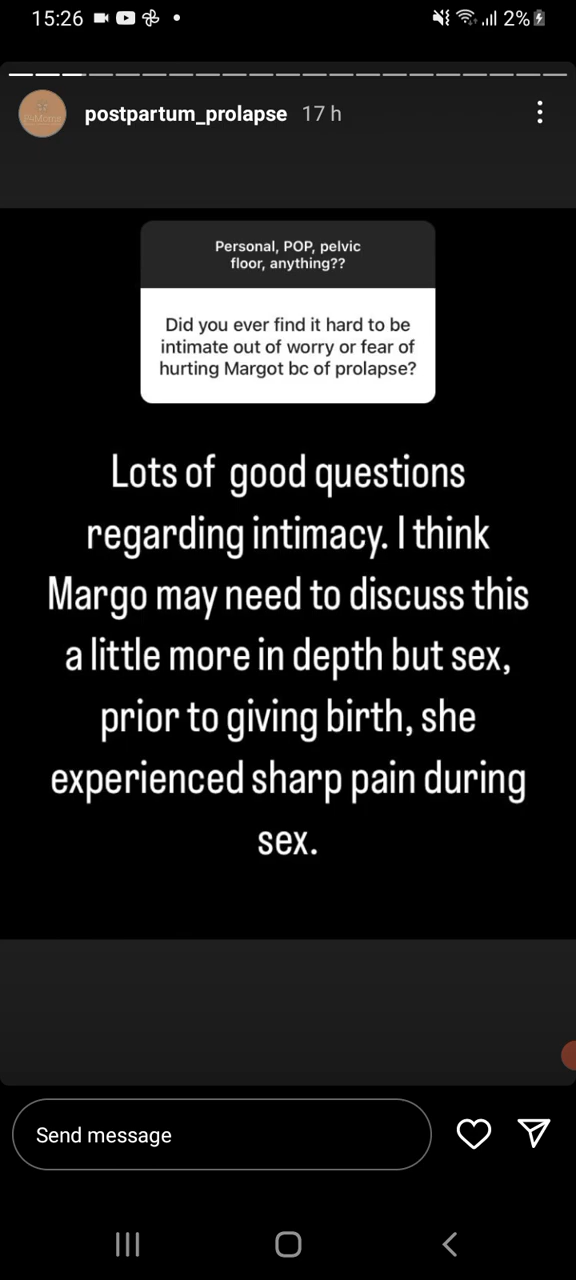 15:26 2%
postpartum_prolapse 17 h
Personal, POP, pelvic
floor, anything??
Did you ever find it hard to be
intimate out of worry or fear of
hurting Margot bc of prolapse?
Lots of good questions
regarding intimacy. I think
Margo may need to discuss this
a little more in depth but sex,
prior to giving birth, she
experienced sharp pain during
sex.
Send message